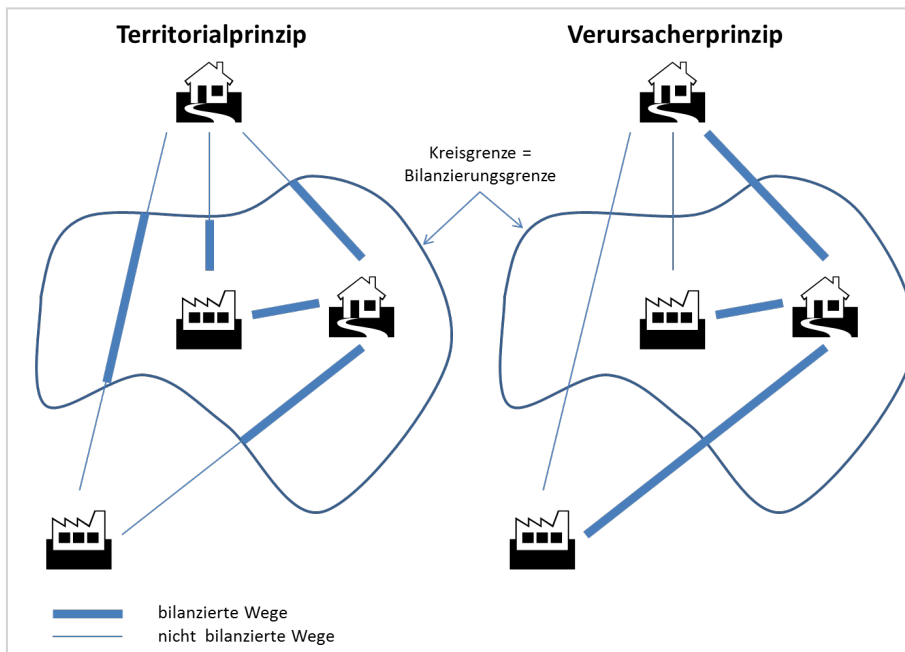 Territorialprinzip
Verursacherprinzip
Kreisgrenze =
Bilanzierungsgrenze
bilanzierte Wege
nicht bilanzierte Wege